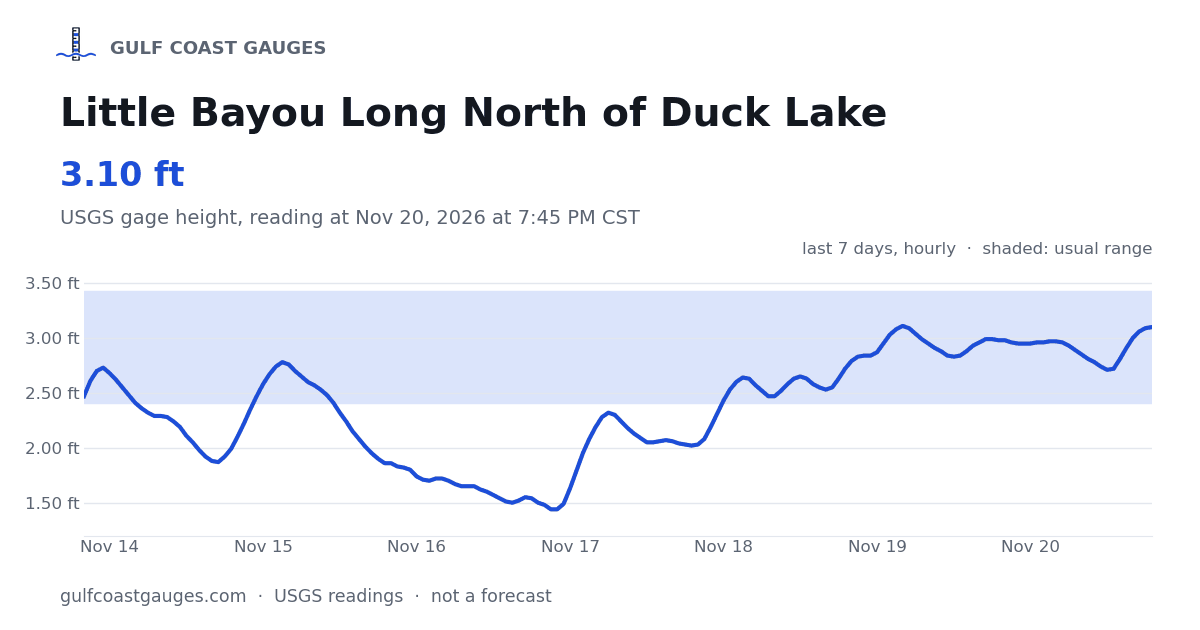 GULF COAST GAUGES
Little Bayou Long North of Duck Lake
3.10 ft
USGS gage height, reading at Nov 20, 2026 at 7:45 PM CST
last 7 days, hourly · shaded: usual range
3.50 ft
3.00 ft
2.50 ft
2.00 ft
1.50 ft
Nov 14 Nov 15 Nov 16 Nov 17 Nov 18 Nov 19 Nov 20
gulfcoastgauges.com · USGS readings · not a forecast